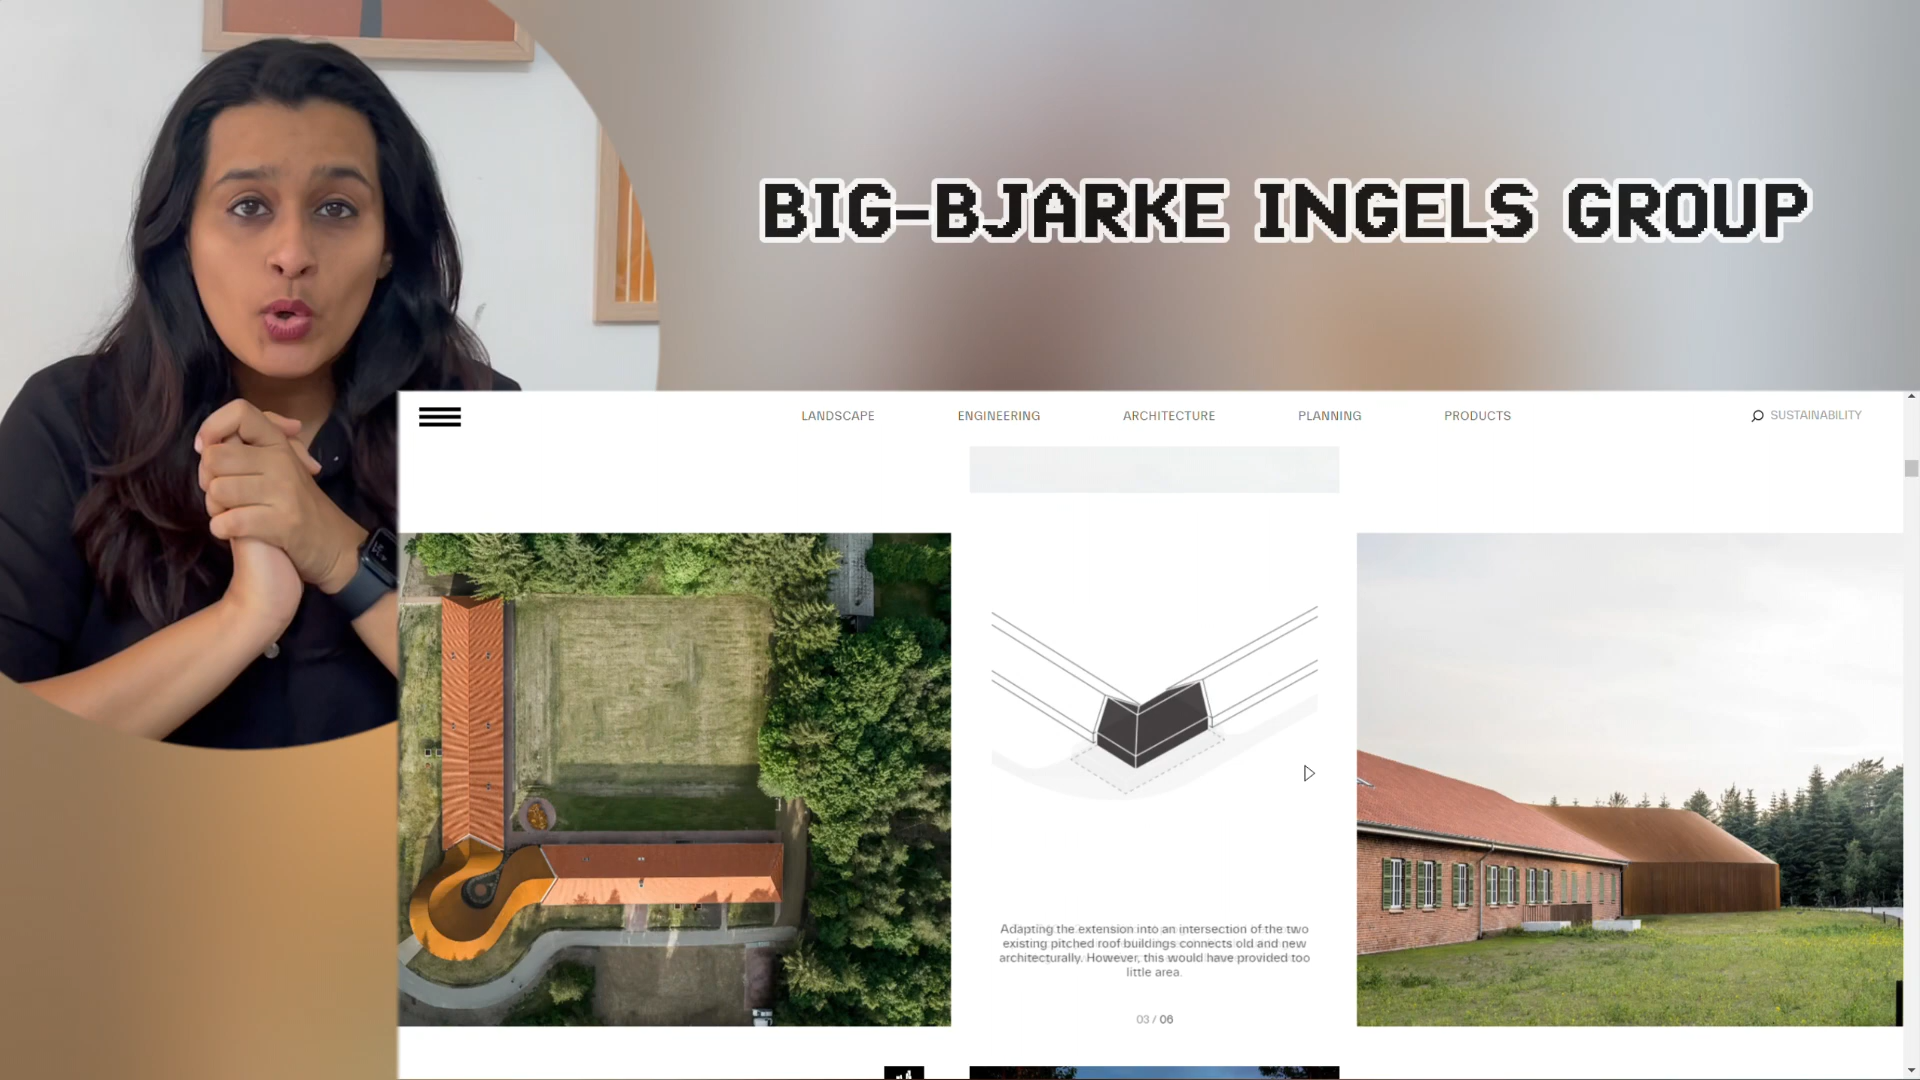 BIG-BJARKE INGELS GROUP
LANDSCAPE ENGINEERING ARCHITECTURE PLANNING PRODUCTS SUSTAINABILITY
Adapting the extension into an intersection of the two
existing pitched roof buildings connects old and new
architecturally. However, this would have provided too
little area.
03 / 06